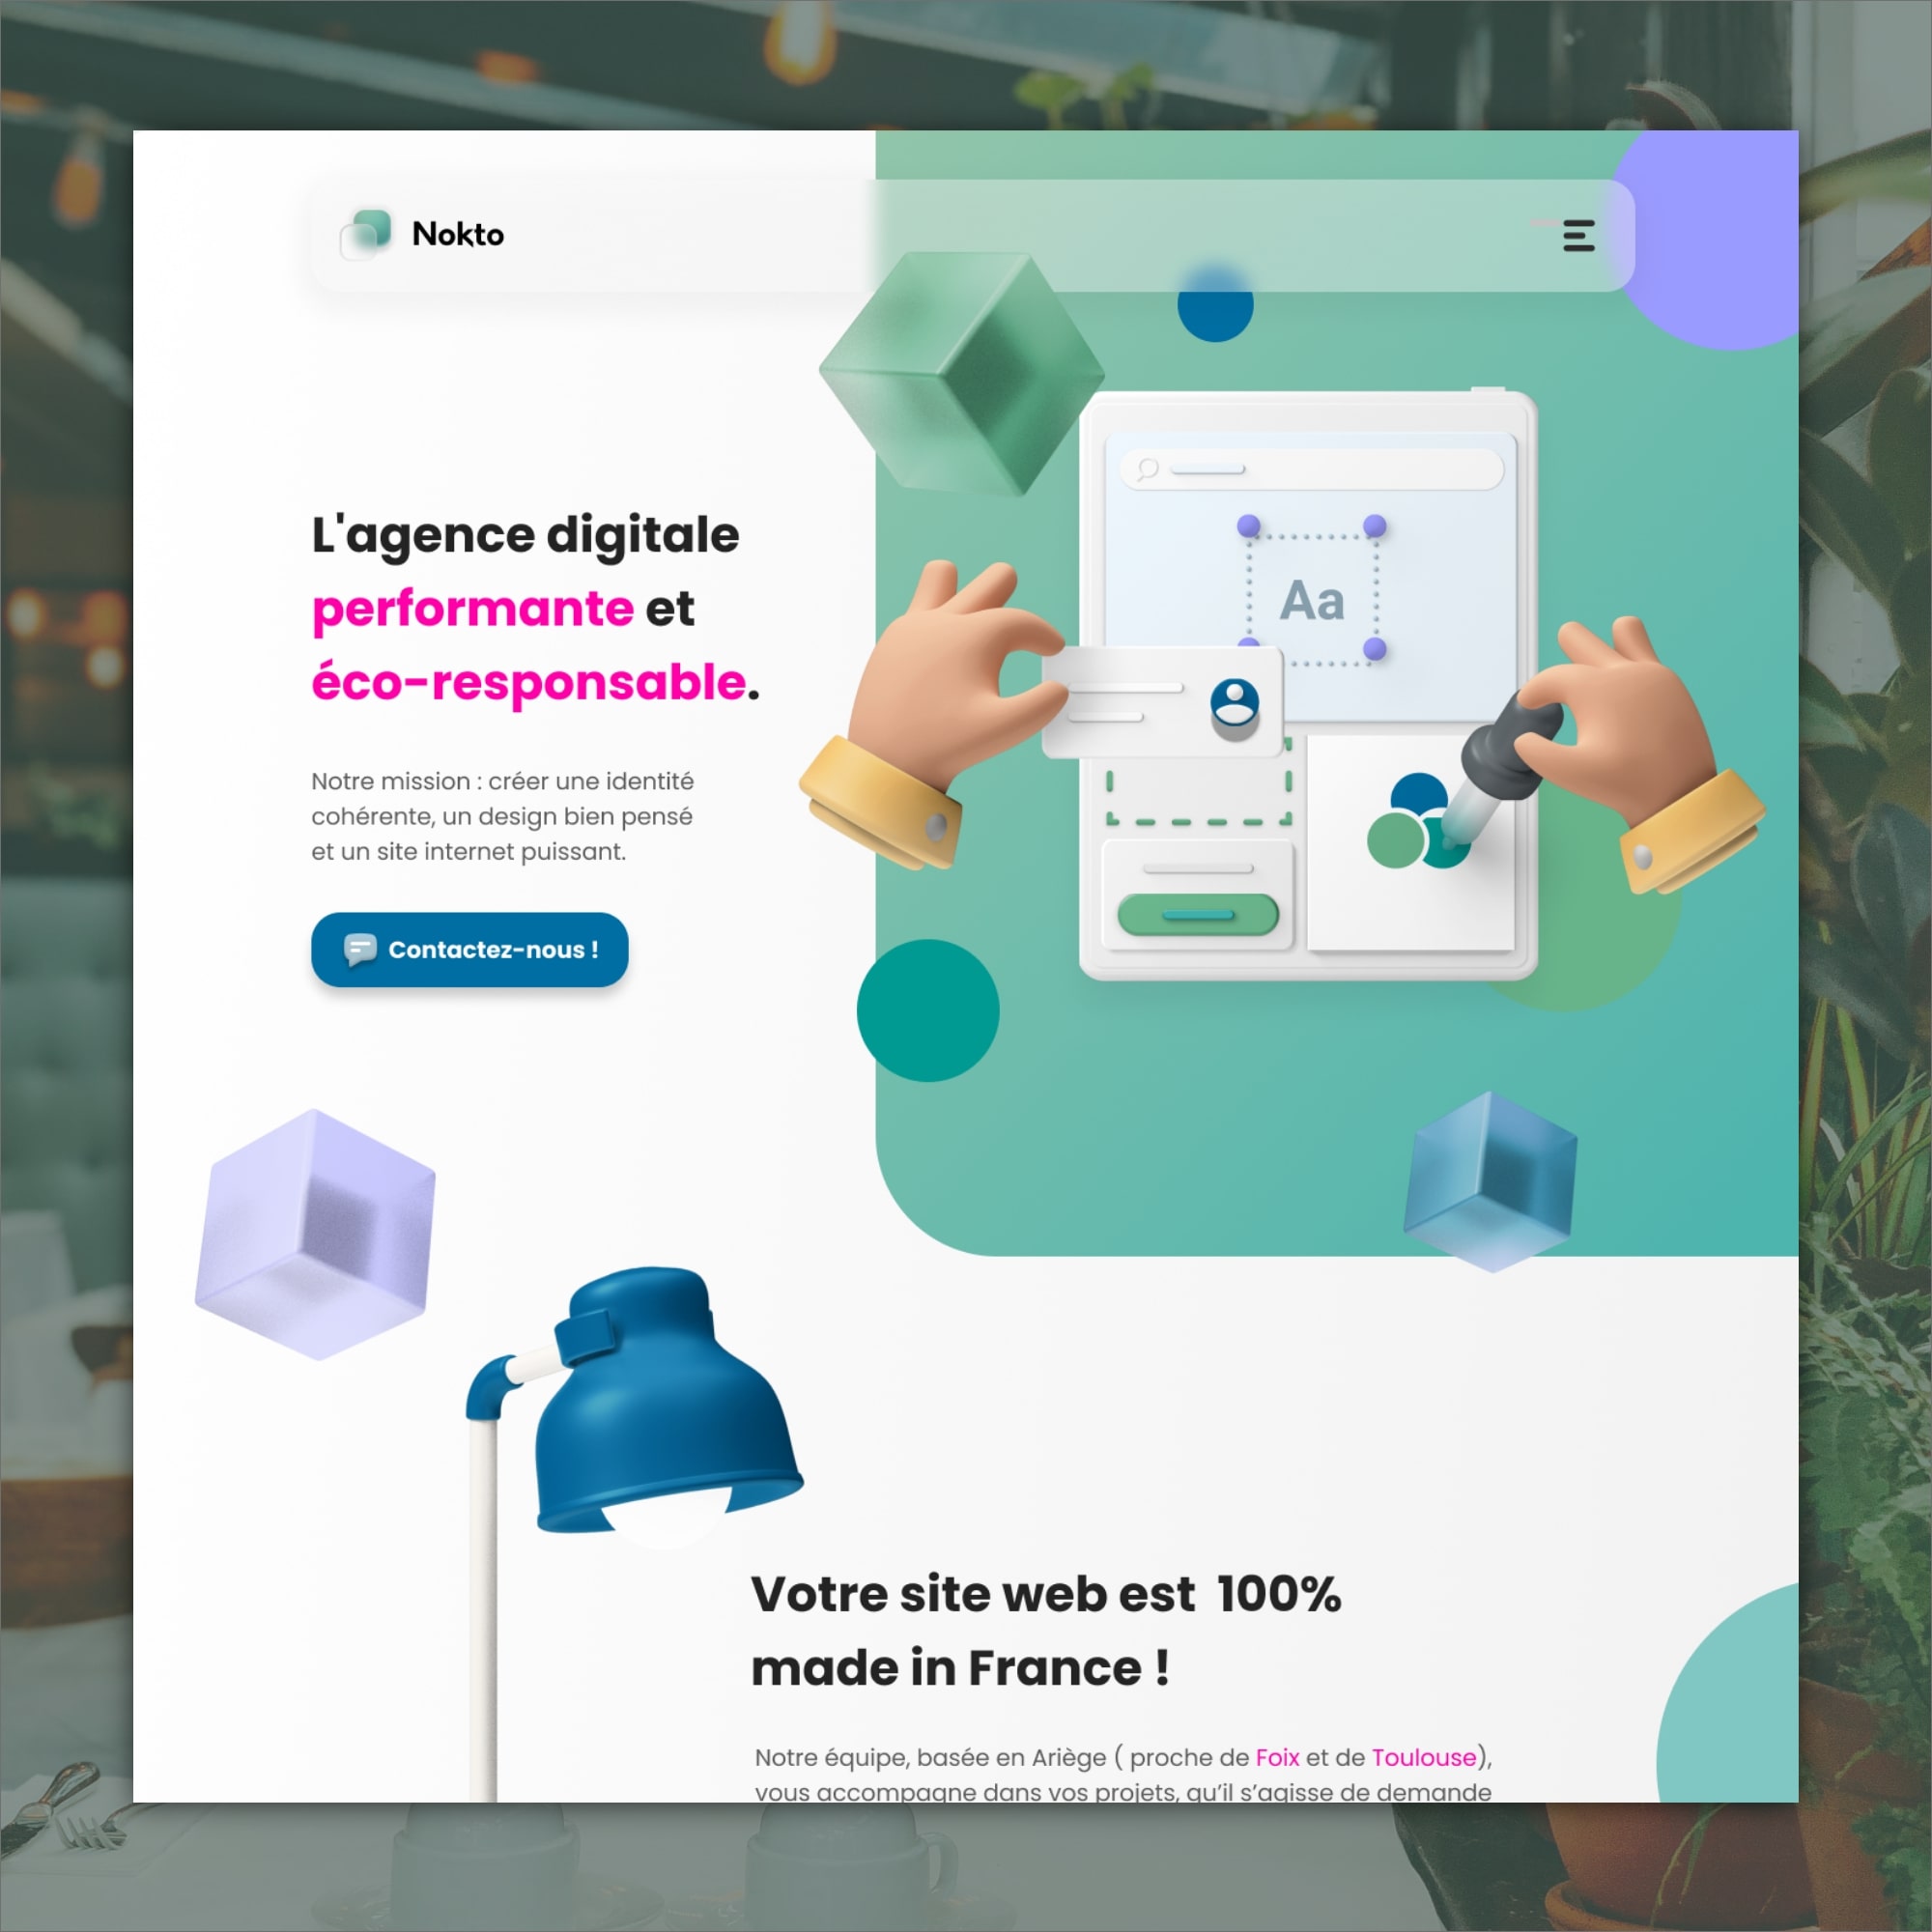 Nokto
L'agence digitale
performante et
éco-responsable.
Notre mission : créer une identité
cohérente, un design bien pensé
et un site internet puissant.
Contactez-nous !
Aa
Votre site web est 100%
made in France !
Notre équipe, basée en Ariège ( proche de Foix et de Toulouse),
vous accompagne dans vos projets, qu’il s’agisse de demande